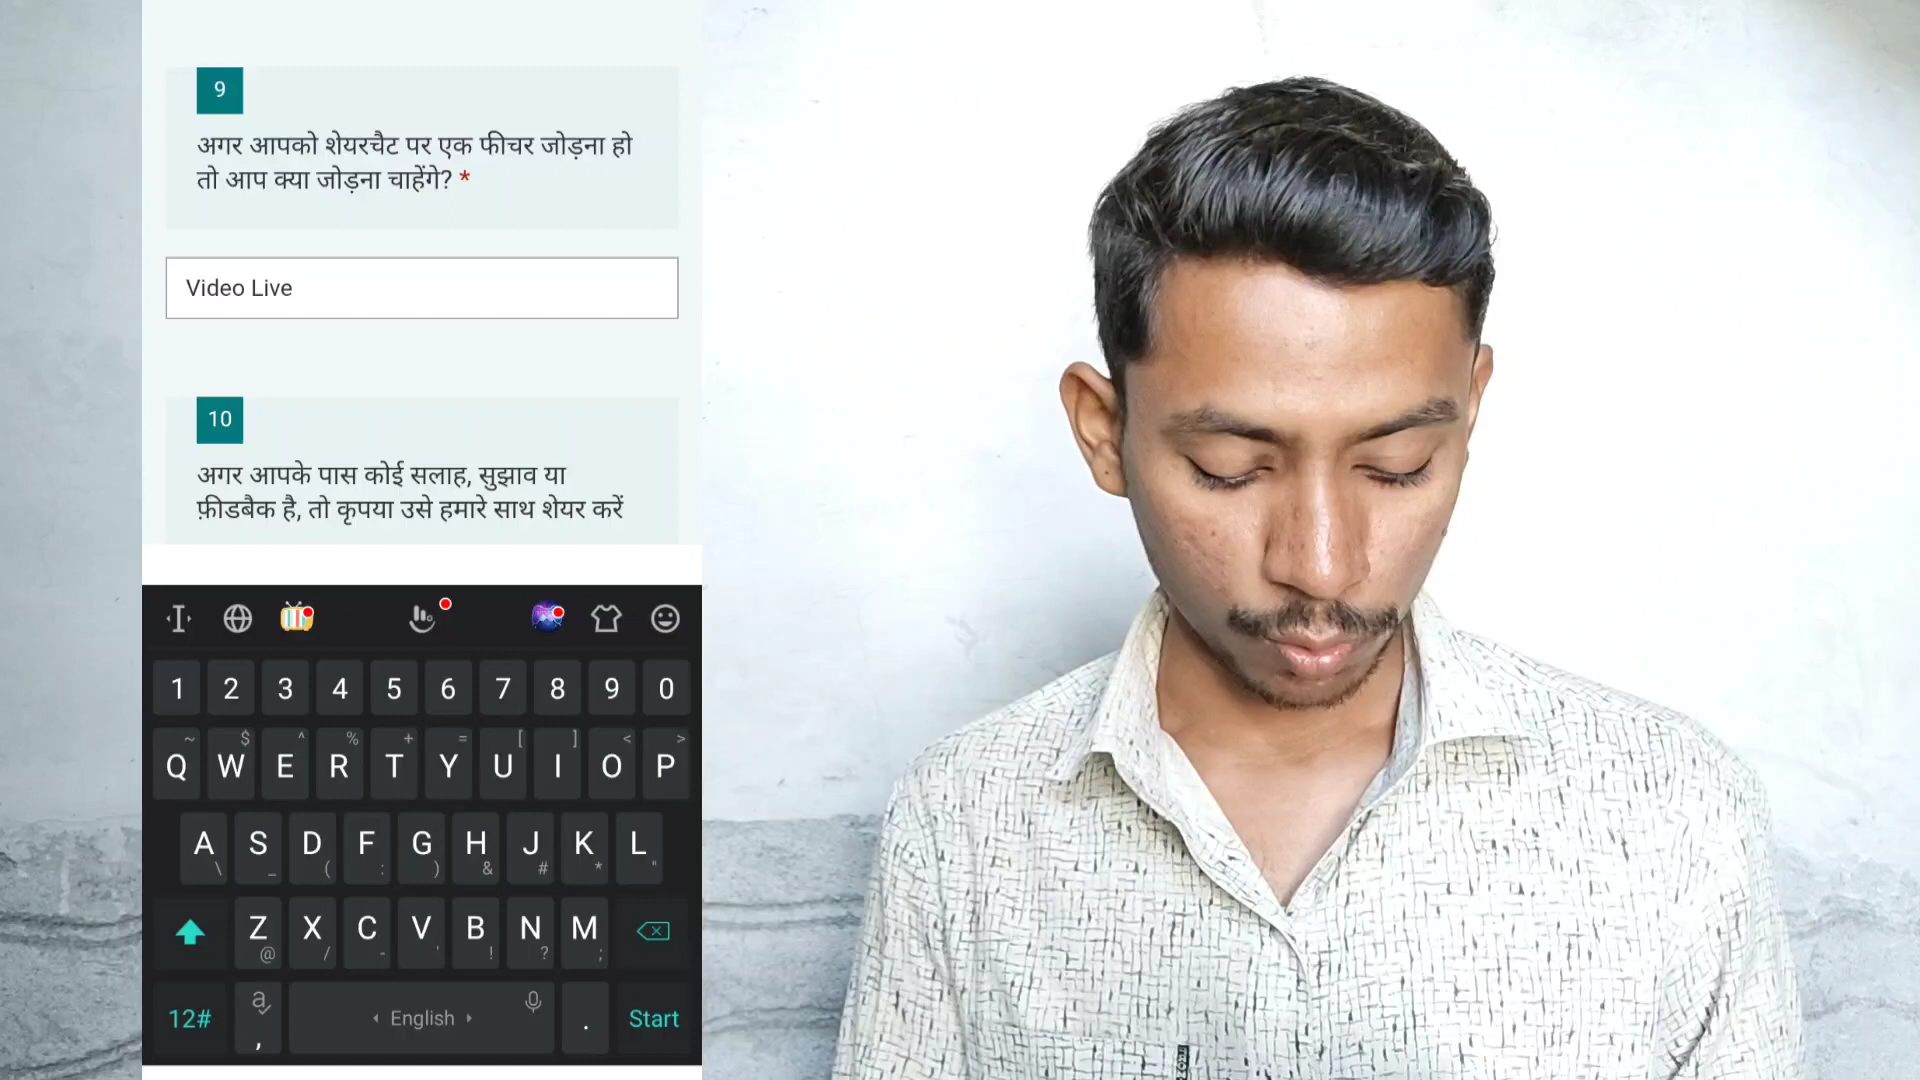 9
अगर आपको शेयरचैट पर एक फीचर जोड़ना हो
तो आप क्या जोड़ना चाहेंगे? *
Video Live
10
अगर आपके पास कोई सलाह, सुझाव या
फ़ीडबैक है, तो कृपया उसे हमारे साथ शेयर करें
1 2 3 4 5 6 7 8 9 0
~ $ ^ % + = [ ] < >
Q W E R T Y U I O P
A S D F G H J K L
\ _ ( : ) & # * "
Z X C V B N M
@ / - ' ! ? ;
12# a , English . Start